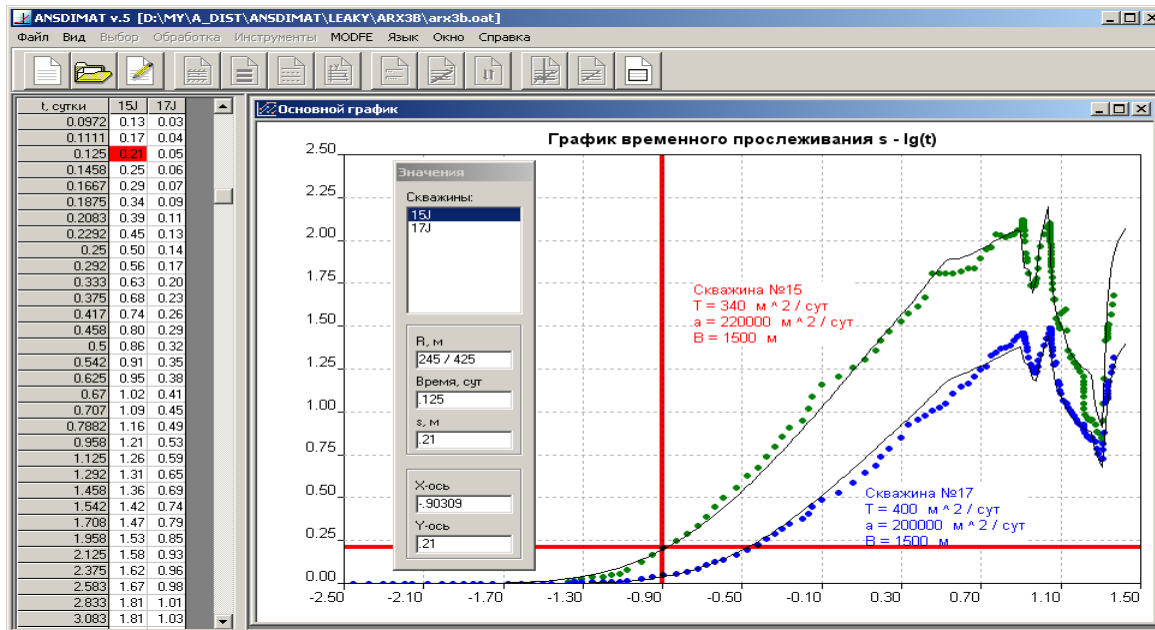 ANSDIMAT v.5 [D:\MY\A_DIST\ANSDIMAT\LEAKY\ARX3B\arx3b.oat]
Файл Вид Выбор Обработка Инструменты MODFE Язык Окно Справка
t, сутки 15J 17J
0.0972 0.13 0.03
0.1111 0.17 0.04
0.125 0.21 0.05
0.1458 0.25 0.06
0.1667 0.29 0.07
0.1875 0.34 0.09
0.2083 0.39 0.11
0.2292 0.45 0.13
0.25 0.50 0.14
0.292 0.56 0.17
0.333 0.63 0.20
0.375 0.68 0.23
0.417 0.74 0.26
0.458 0.80 0.29
0.5 0.86 0.32
0.542 0.91 0.35
0.625 0.95 0.38
0.67 1.02 0.41
0.707 1.09 0.45
0.7882 1.16 0.49
0.958 1.21 0.53
1.125 1.26 0.59
1.292 1.31 0.65
1.458 1.36 0.69
1.542 1.42 0.74
1.708 1.47 0.79
1.958 1.53 0.85
2.125 1.58 0.93
2.375 1.62 0.96
2.583 1.67 0.98
2.833 1.81 1.01
3.083 1.81 1.03
Основной график
График временного прослеживания s - lg(t)
2.50
2.25
2.00
1.75
1.50
1.25
1.00
0.75
0.50
0.25
0.00
-2.50 -2.10 -1.70 -1.30 -0.90 -0.50 -0.10 0.30 0.70 1.10 1.50
Значения
Скважины:
15J
17J
R, м
245 / 425
Время, сут
.125
s, м
.21
X-ось
-.90309
Y-ось
.21
Скважина №15
T = 340 м ^ 2 / сут
a = 220000 м ^ 2 / сут
B = 1500 м
Скважина №17
T = 400 м ^ 2 / сут
a = 200000 м ^ 2 / сут
B = 1500 м